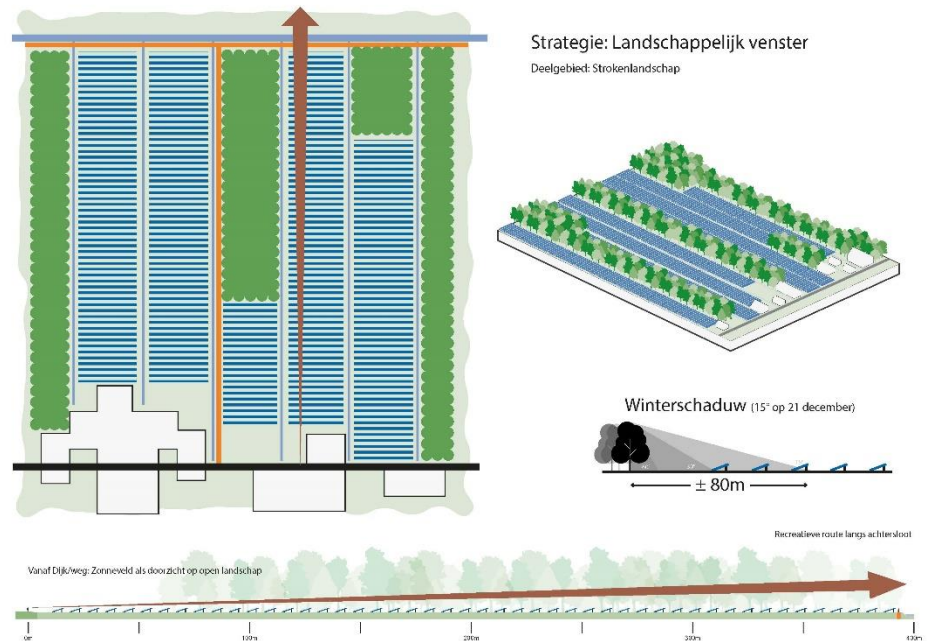 Strategie: Landschappelijk venster
Deelgebied: Strokenlandschap
Winterschaduw (15° op 21 december)
± 80m
Recreatieve route langs achtersloot
Vanaf Dijk/weg: Zonneveld als doorzicht op open landschap
0m 100m 200m 300m 400m